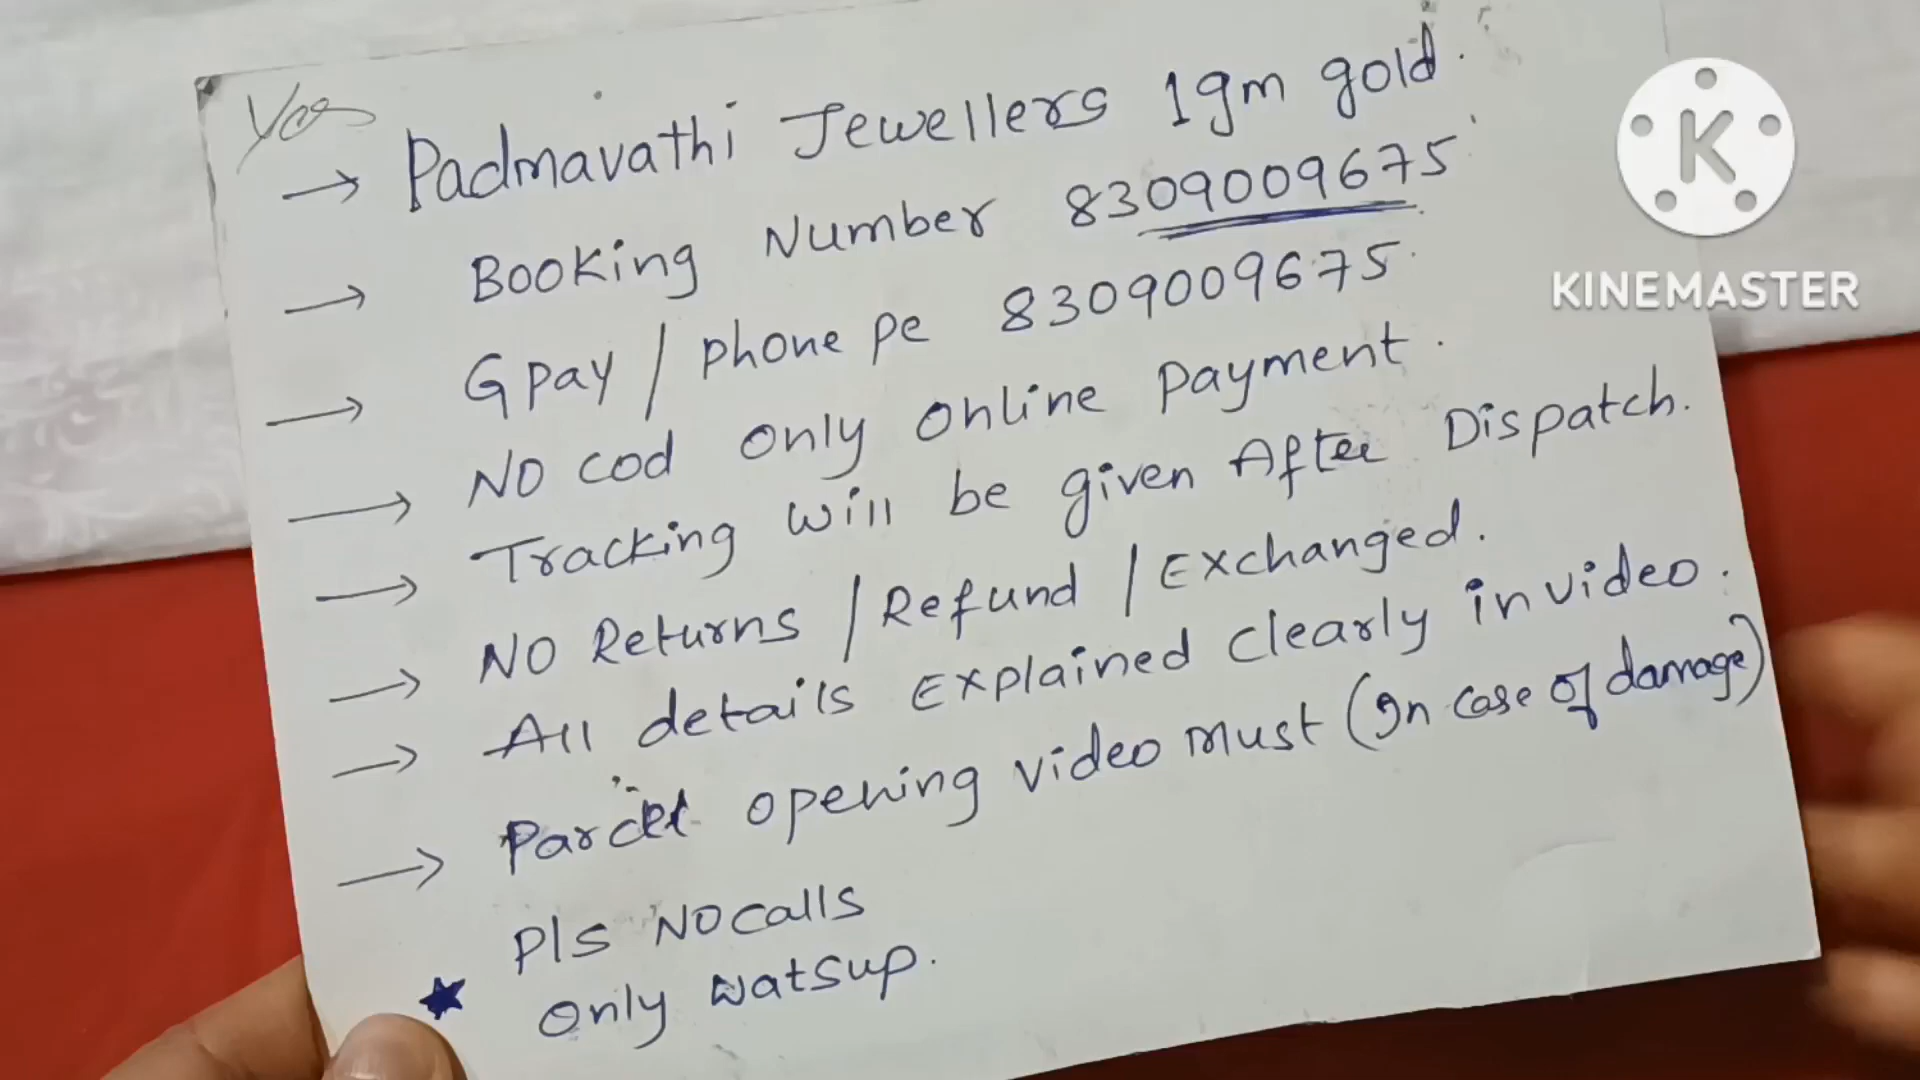 Yes
→ Padmavathi Jewellers 1gm gold.
→ Booking Number 8309009675
→ Gpay / phone pe 8309009675.
→ NO cod only online payment.
→ Tracking will be given After Dispatch.
→ NO Returns / Refund / Exchanged.
→ All details Explained clearly in video.
→ Parcel opening video must (In case of damage)
Pls NO calls
★ only watsup.
K
KINEMASTER